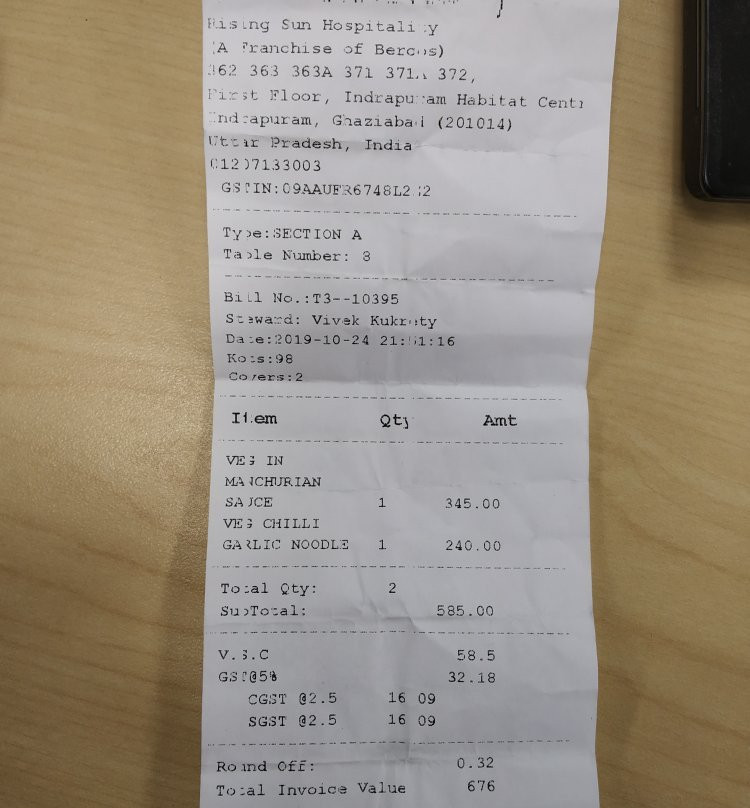 Rising Sun Hospitality
(A Franchise of Bercos)
362 363 363A 371 371A 372,
First Floor, Indrapuram Habitat Centr
Indrapuram, Ghaziabad (201014)
Uttar Pradesh, India
01207133003
GSTIN:
Type:SECTION A
Table Number: 8
Bill No.:T3--10395
Steward: Vivek Kukrety
Date:2019-10-24
Kots:98
Covers:2
Item Qty Amt
VEG IN
MANCHURIAN
SAUCE 1 345.00
VEG CHILLI
GARLIC NOODLE 1 240.00
Total Qty: 2
SubTotal: 585.00
V.S.C 58.5
GST@5% 32.18
CGST @2.5 16.09
SGST @2.5 16.09
Round Off: 0.32
Total Invoice Value 676